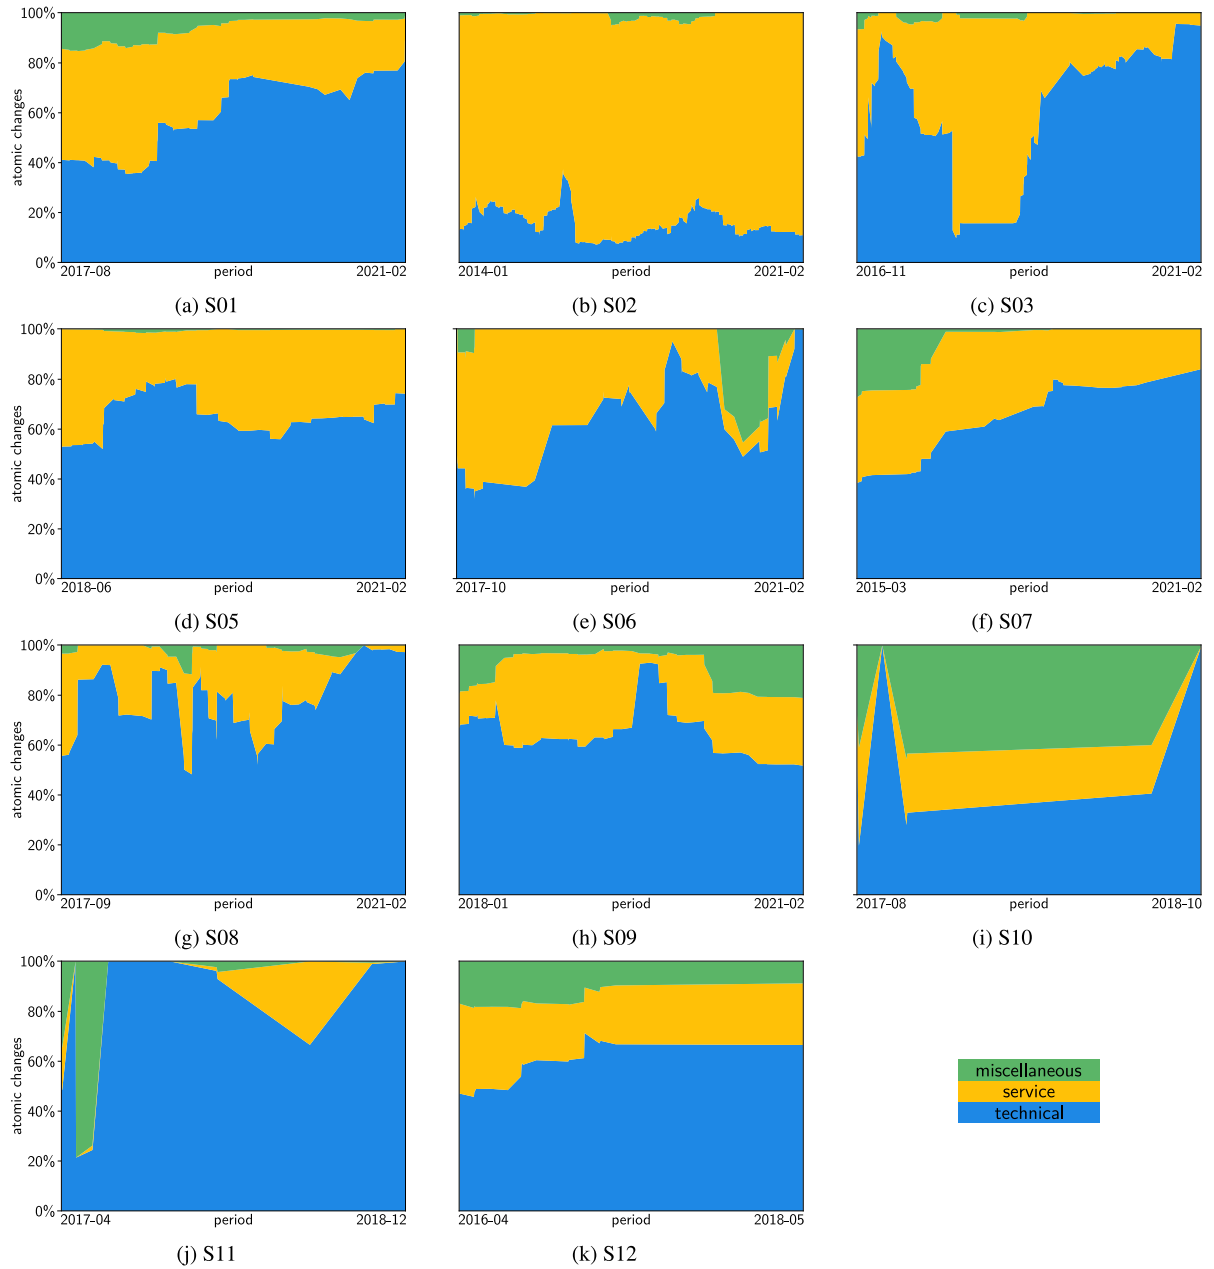 100%
80%
60%
40%
20%
0%
atomic changes
2017-08 period 2021-02
2014-01 period 2021-02
2016-11 period 2021-02
(a) S01
(b) S02
(c) S03
100%
80%
60%
40%
20%
0%
atomic changes
2018-06 period 2021-02
2017-10 period 2021-02
2015-03 period 2021-02
(d) S05
(e) S06
(f) S07
100%
80%
60%
40%
20%
0%
atomic changes
2017-09 period 2021-02
2018-01 period 2021-02
2017-08 period 2018-10
(g) S08
(h) S09
(i) S10
100%
80%
60%
40%
20%
0%
atomic changes
2017-04 period 2018-12
2016-04 period 2018-05
(j) S11
(k) S12
miscellaneous
service
technical